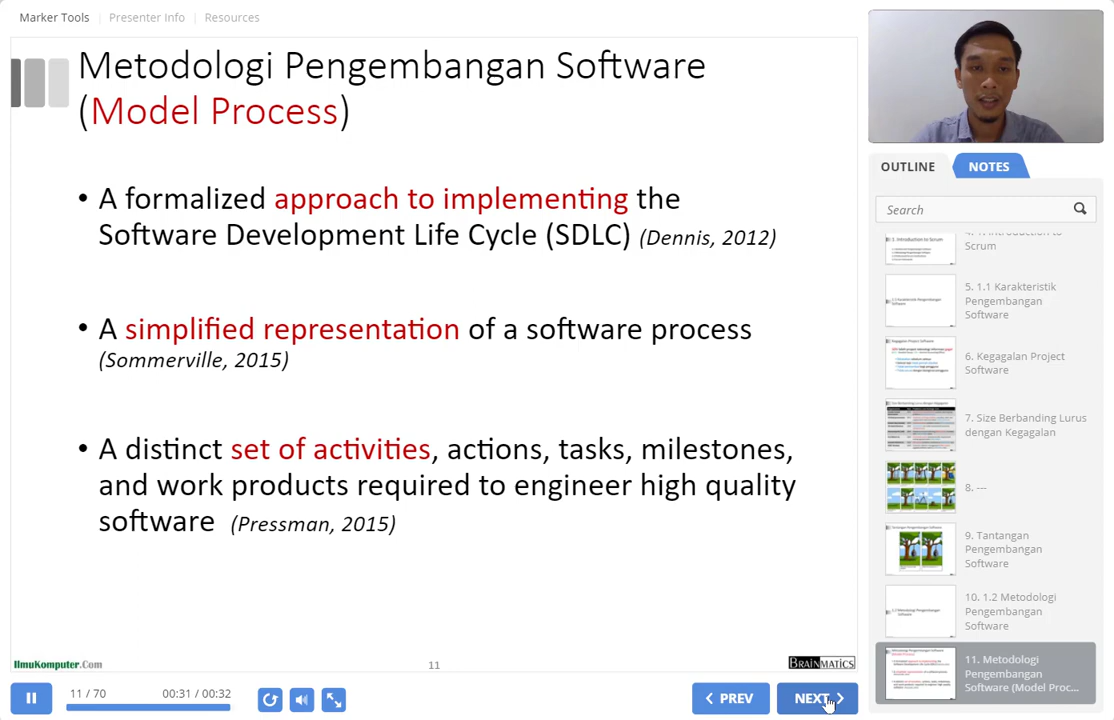 Marker Tools
Presenter Info
Resources
Metodologi Pengembangan Software
(Model Process)
• A formalized approach to implementing the
Software Development Life Cycle (SDLC) (Dennis, 2012)
• A simplified representation of a software process
(Sommerville, 2015)
• A distinct set of activities, actions, tasks, milestones,
and work products required to engineer high quality
software (Pressman, 2015)
IlmuKomputer.Com
11
BRAINMATICS
11 / 70
00:31 / 00:32
PREV
NEXT
OUTLINE
NOTES
Search
Scrum
5. 1.1 Karakteristik
Pengembangan
Software
6. Kegagalan Project
Software
7. Size Berbanding Lurus
dengan Kegagalan
8. ---
9. Tantangan
Pengembangan
Software
10. 1.2 Metodologi
Pengembangan
Software
11. Metodologi
Pengembangan
Software (Model Proc...